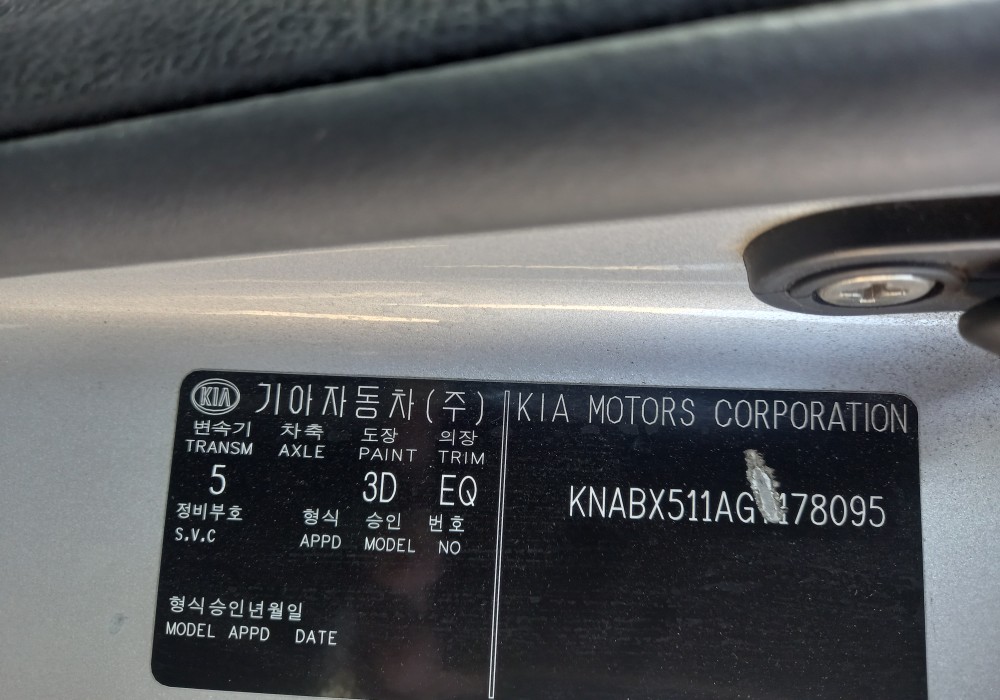 KIA 기아자동차(주)
변속기 차축 도장 의장
TRANSM AXLE PAINT TRIM
5 3D EQ
정비부호 형식 승인 번호
S.V.C APPD MODEL NO
형식승인년월일
MODEL APPD DATE
KIA MOTORS CORPORATION